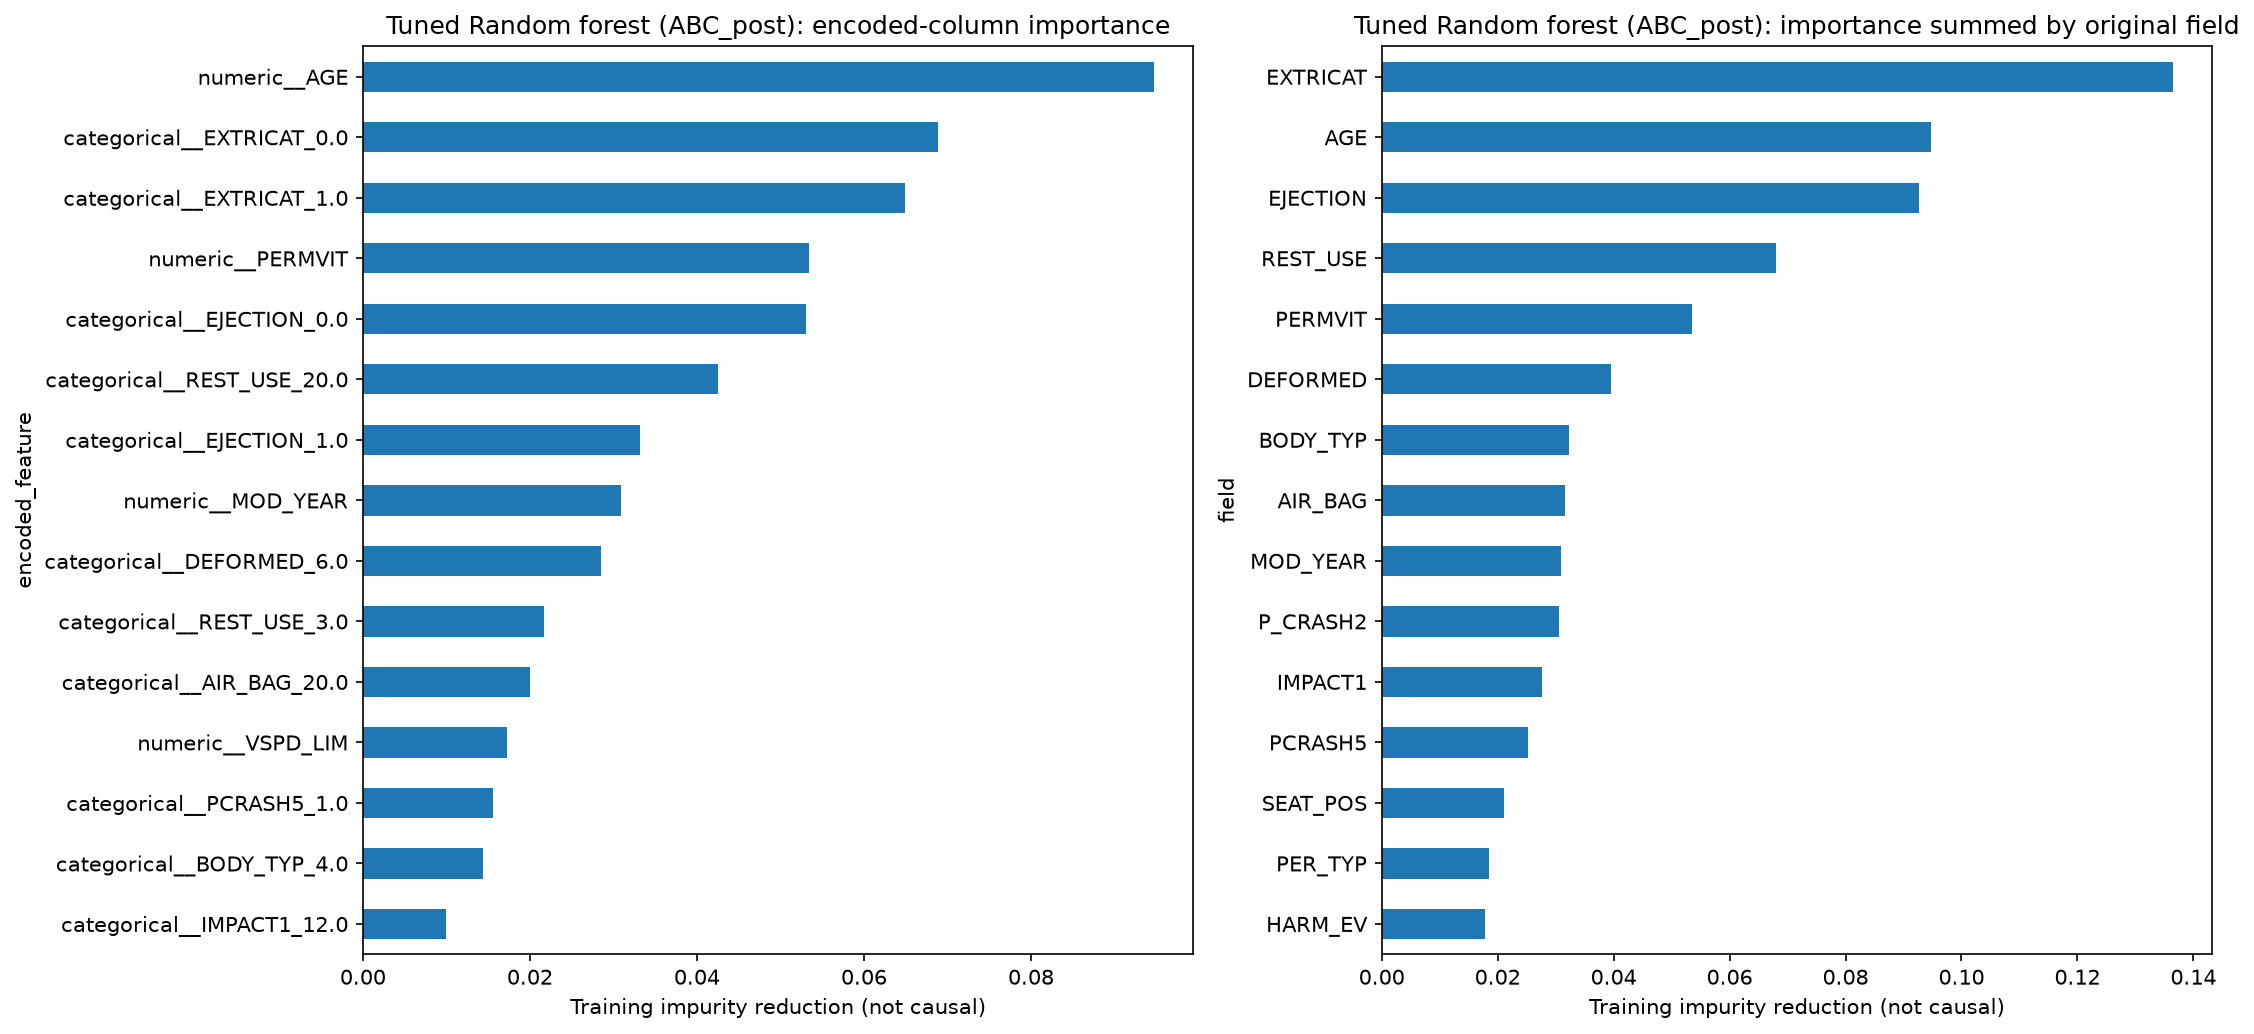 Tuned Random forest (ABC_post): encoded-column importance
encoded_feature
numeric__AGE
categorical__EXTRICAT_0.0
categorical__EXTRICAT_1.0
numeric__PERMVIT
categorical__EJECTION_0.0
categorical__REST_USE_20.0
categorical__EJECTION_1.0
numeric__MOD_YEAR
categorical__DEFORMED_6.0
categorical__REST_USE_3.0
categorical__AIR_BAG_20.0
numeric__VSPD_LIM
categorical__PCRASH5_1.0
categorical__BODY_TYP_4.0
categorical__IMPACT1_12.0
0.00 0.02 0.04 0.06 0.08
Training impurity reduction (not causal)
Tuned Random forest (ABC_post): importance summed by original field
field
EXTRICAT
AGE
EJECTION
REST_USE
PERMVIT
DEFORMED
BODY_TYP
AIR_BAG
MOD_YEAR
P_CRASH2
IMPACT1
PCRASH5
SEAT_POS
PER_TYP
HARM_EV
0.00 0.02 0.04 0.06 0.08 0.10 0.12 0.14
Training impurity reduction (not causal)